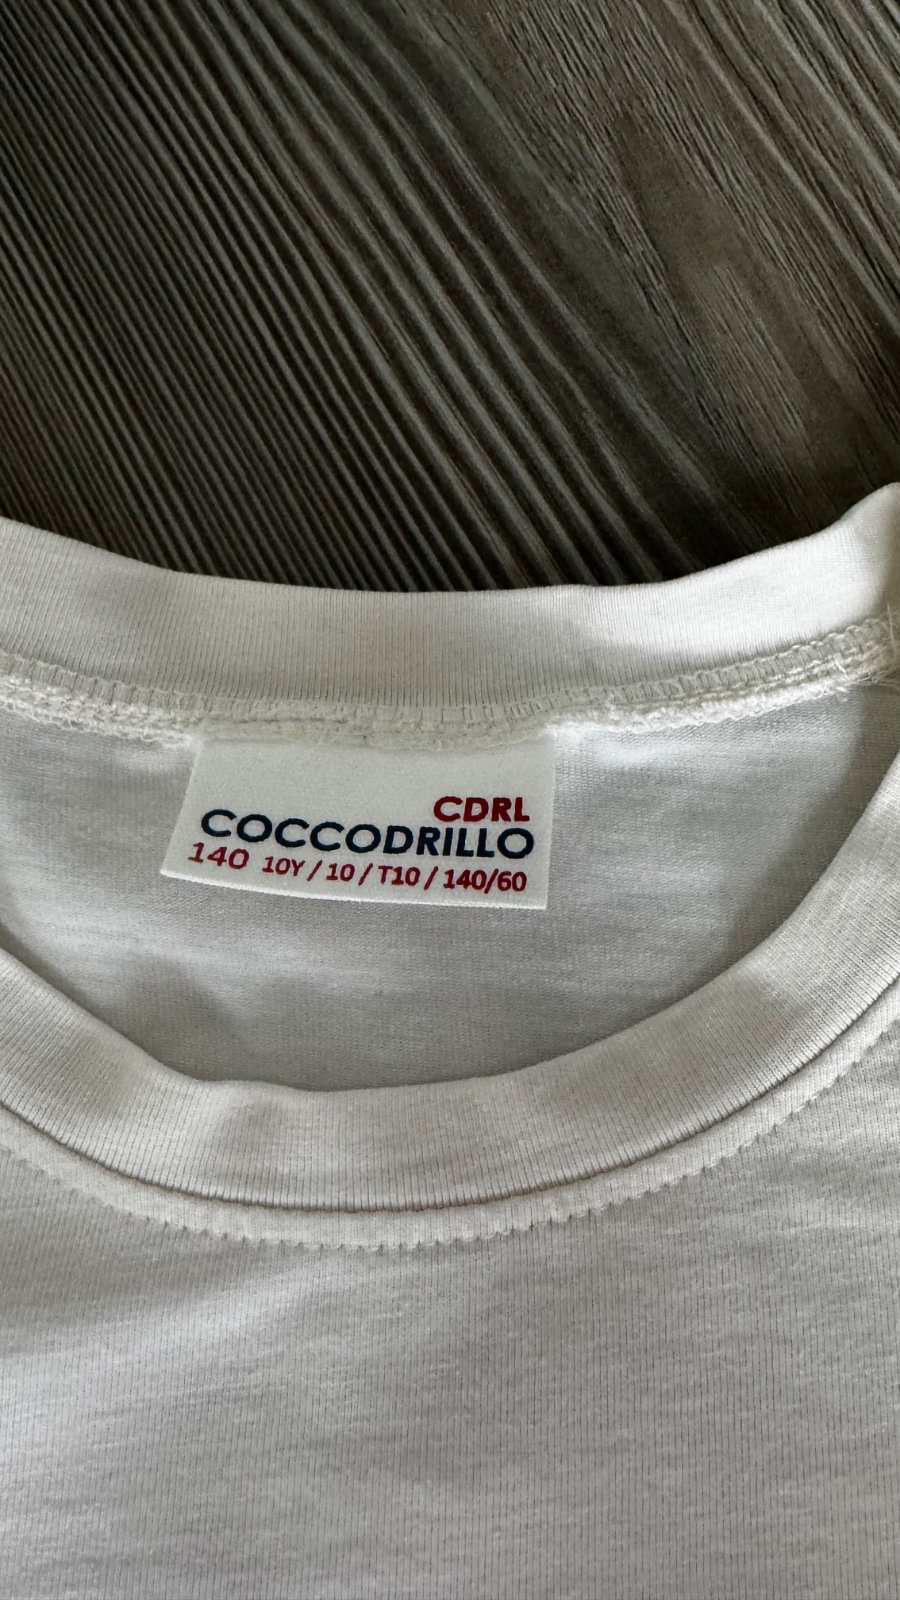 CDRL
COCCODRILLO
140 10Y / 10 / T10 / 140/60